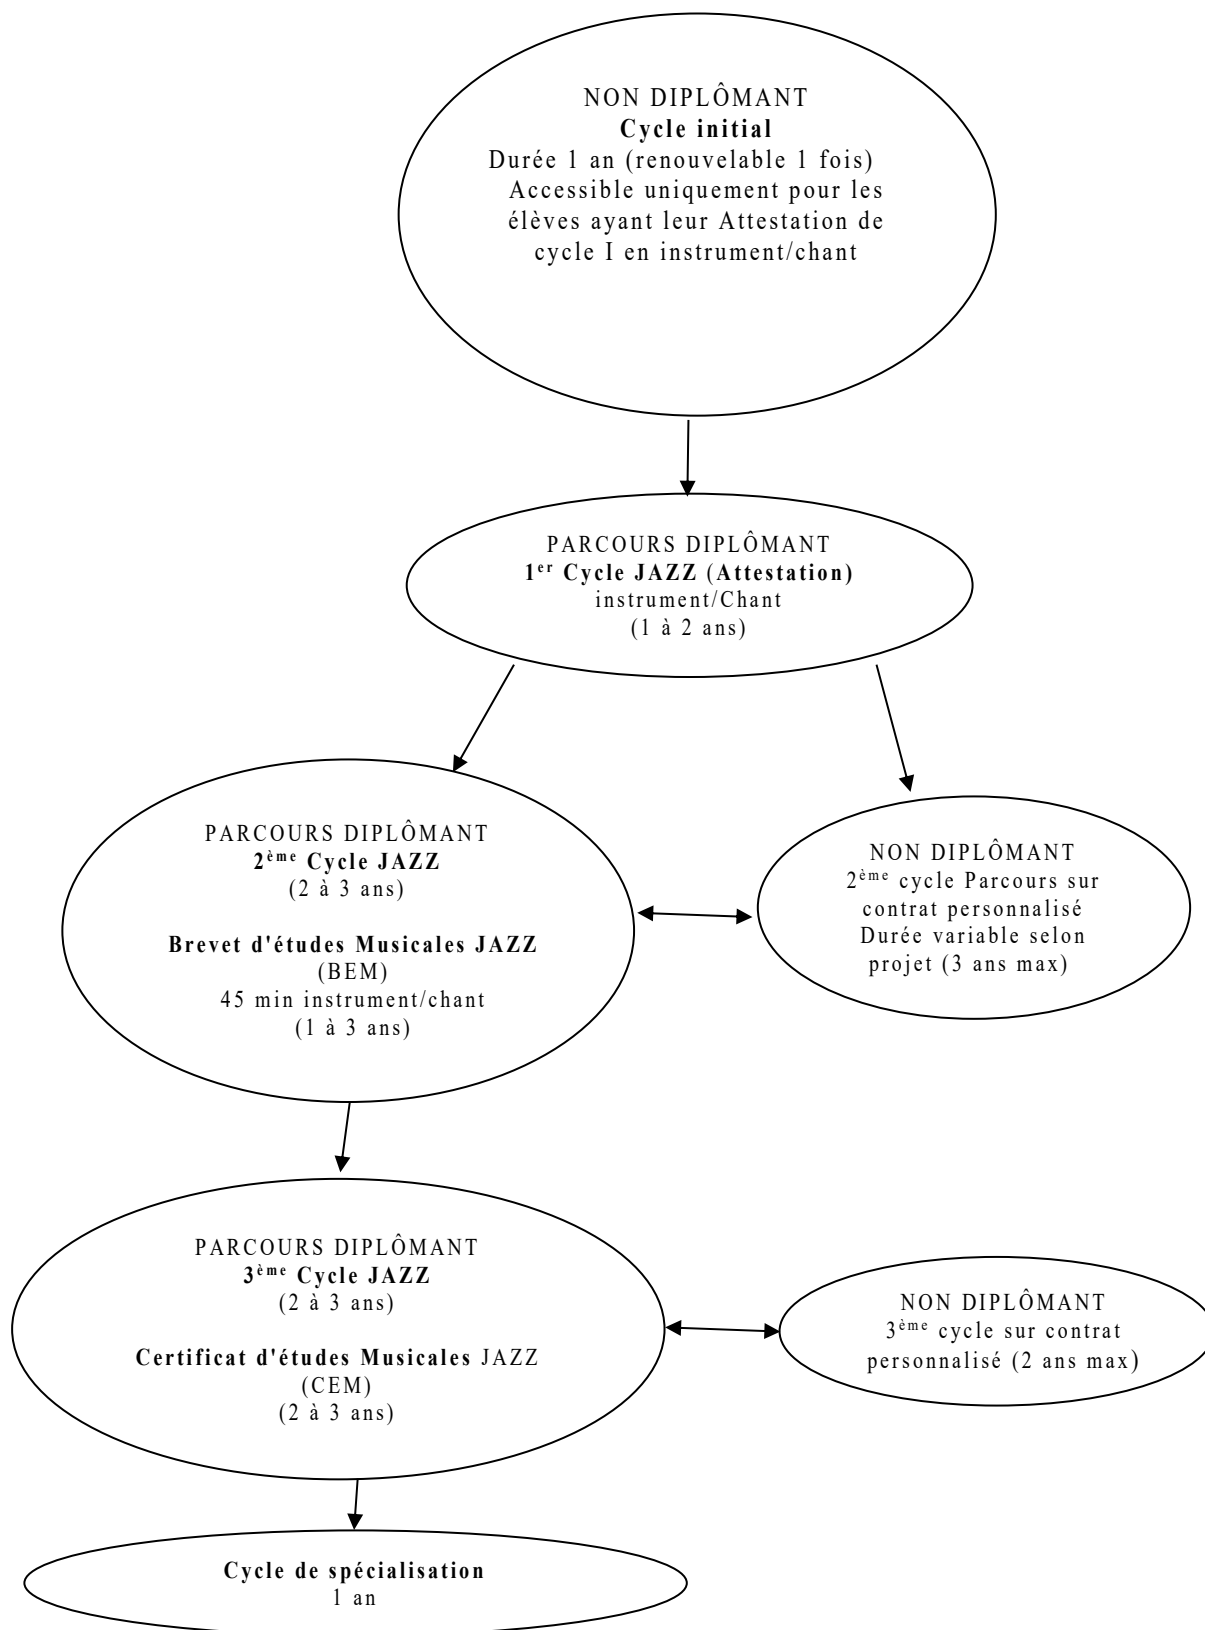 NON DIPLÔMANT
Cycle initial
Durée 1 an (renouvelable 1 fois)
Accessible uniquement pour les
élèves ayant leur Attestation de
cycle I en instrument/chant
PARCOURS DIPLÔMANT
1er Cycle JAZZ (Attestation)
instrument/Chant
(1 à 2 ans)
PARCOURS DIPLÔMANT
2ème Cycle JAZZ
(2 à 3 ans)
Brevet d'études Musicales JAZZ
(BEM)
45 min instrument/chant
(1 à 3 ans)
NON DIPLÔMANT
2ème cycle Parcours sur
contrat personnalisé
Durée variable selon
projet (3 ans max)
PARCOURS DIPLÔMANT
3ème Cycle JAZZ
(2 à 3 ans)
Certificat d'études Musicales JAZZ
(CEM)
(2 à 3 ans)
NON DIPLÔMANT
3ème cycle sur contrat
personnalisé (2 ans max)
Cycle de spécialisation
1 an